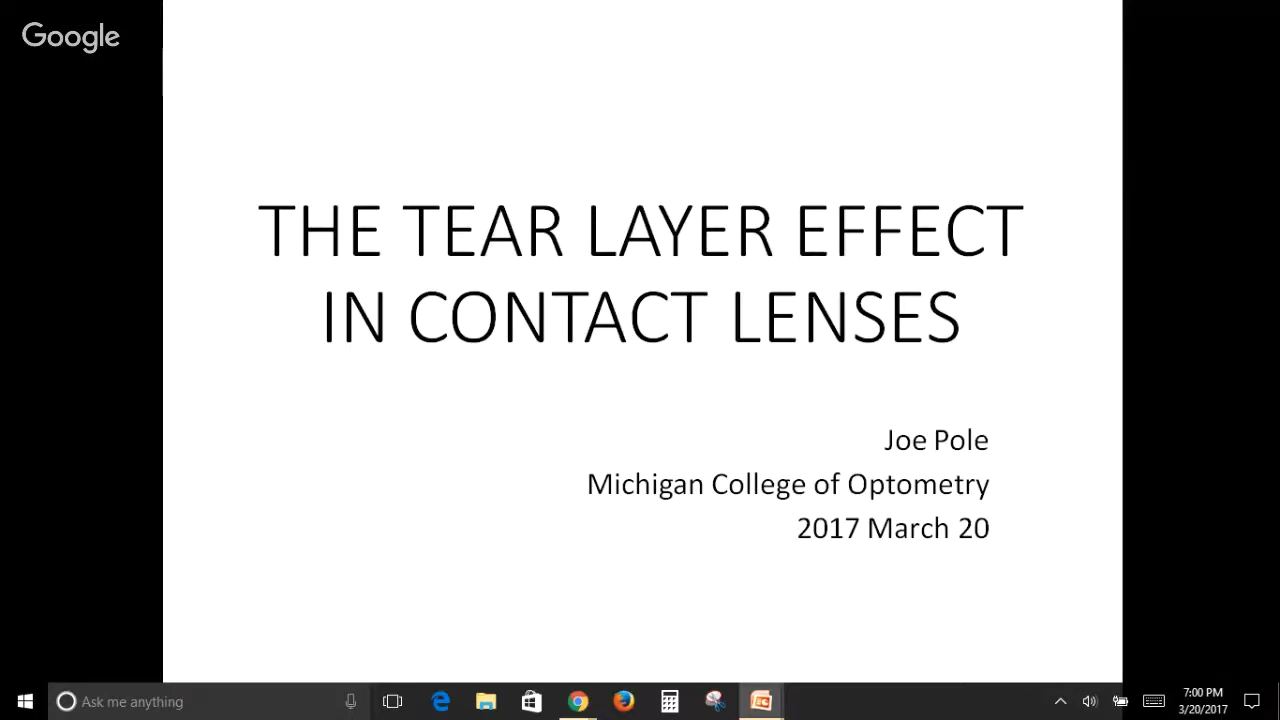 Google
THE TEAR LAYER EFFECT
IN CONTACT LENSES
Joe Pole
Michigan College of Optometry
2017 March 20
Ask me anything
7:00 PM
3/20/2017